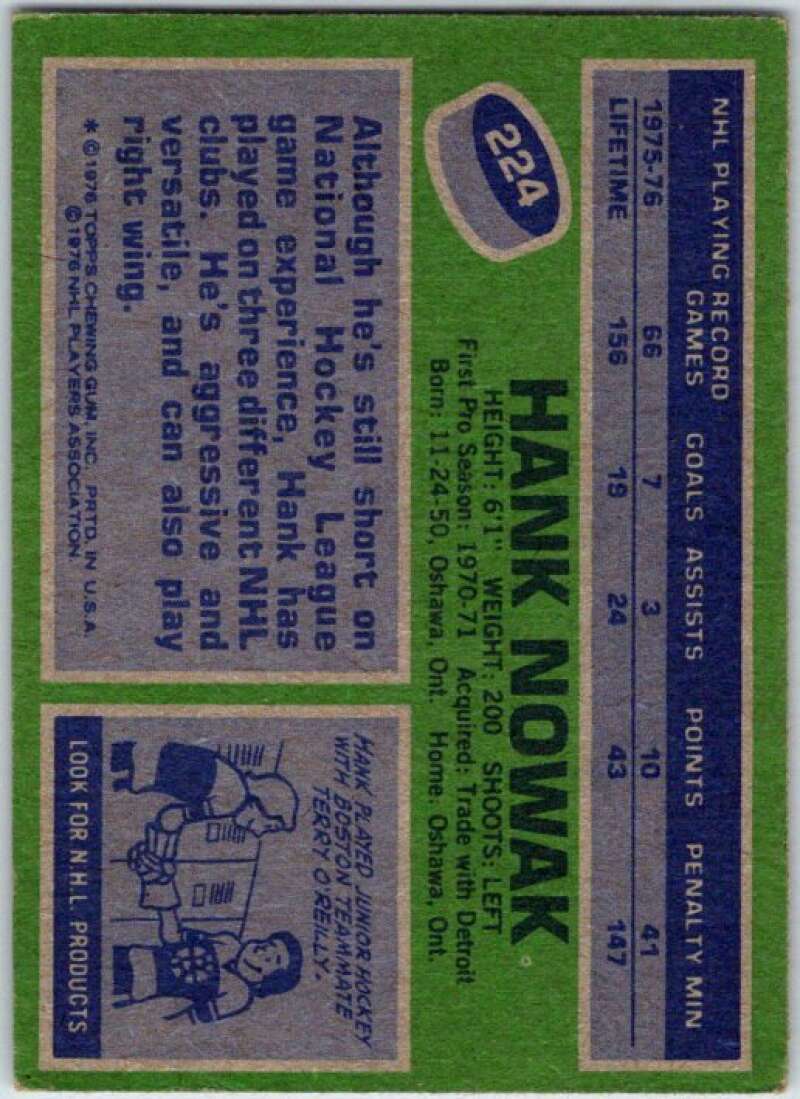 NHL PLAYING RECORD
GAMES GOALS ASSISTS POINTS PENALTY MIN
1975-76 66 7 3 10 41
LIFETIME 156 19 24 43 147
224
HANK NOWAK
HEIGHT: 6'1" WEIGHT: 200 SHOOTS: LEFT
First Pro Season: 1970-71 Acquired: Trade with Detroit
Born: 11-24-50, Oshawa, Ont. Home: Oshawa, Ont.
Although he's still short on
National Hockey League
game experience, Hank has
played on three different NHL
clubs. He's aggressive and
versatile, and can also play
right wing.
* © 1976 TOPPS CHEWING GUM, INC. PRTD. IN U.S.A.
© 1976 NHL PLAYERS ASSOCIATION.
HANK PLAYED JUNIOR HOCKEY
WITH BOSTON TEAMMATE
TERRY O'REILLY.
LOOK FOR N.H.L PRODUCTS